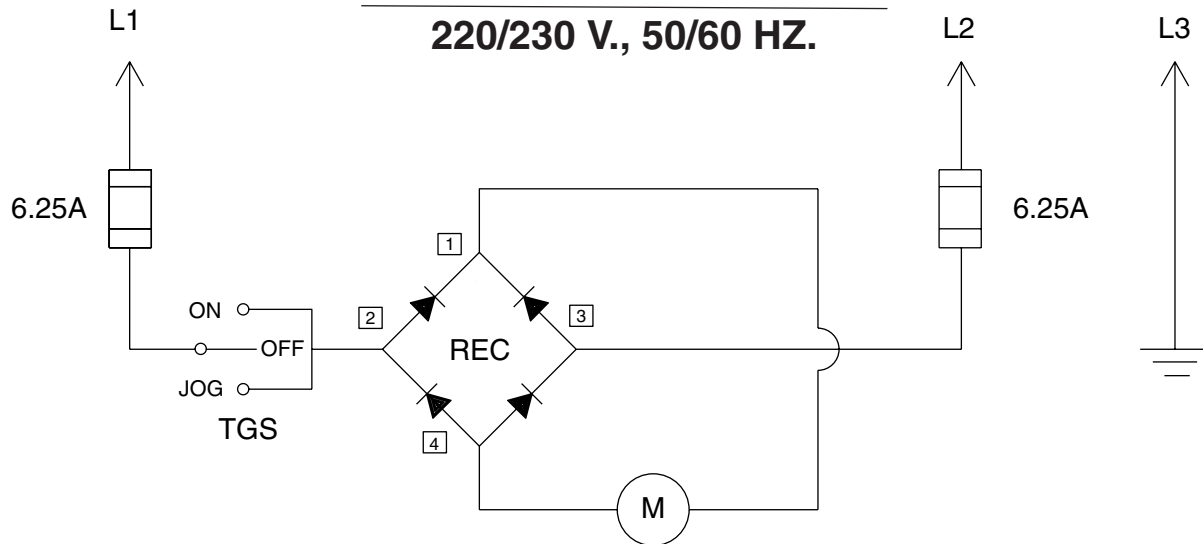 L1
220/230 V., 50/60 HZ.
L2
L3
6.25A
6.25A
1
ON
2
3
OFF
REC
JOG
TGS
4
M